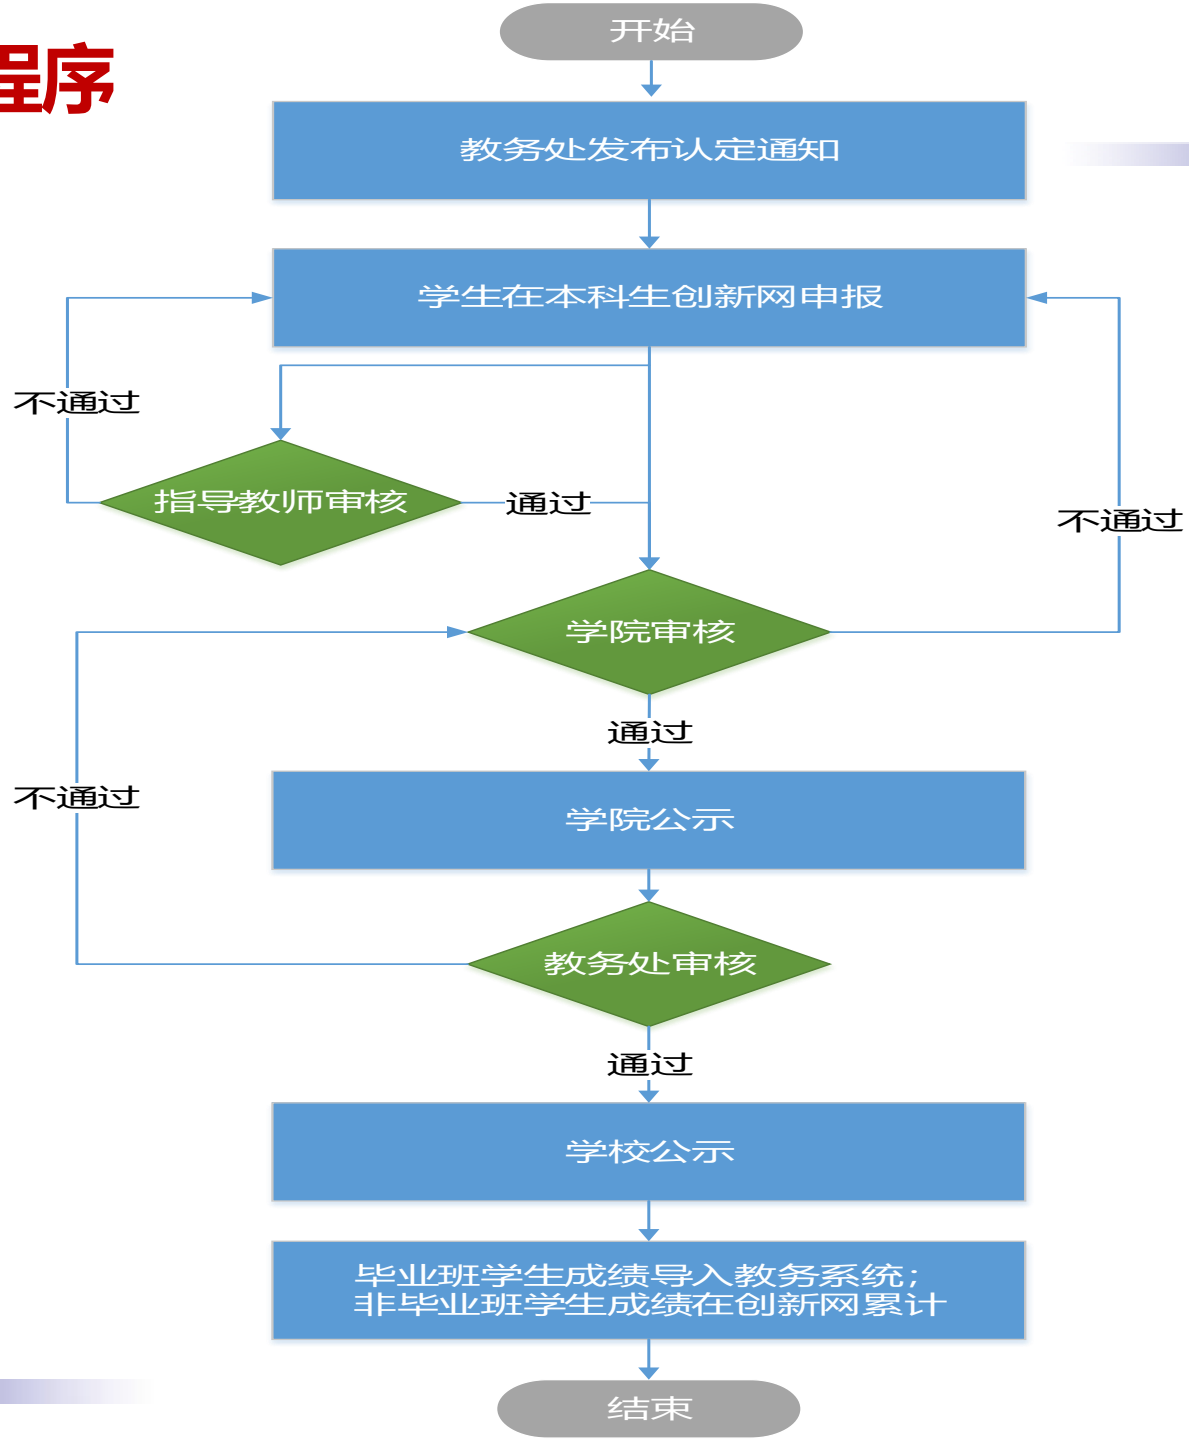 程序
开始
教务处发布认定通知
学生在本科生创新网申报
不通过
指导教师审核
通过
不通过
学院审核
通过
不通过
学院公示
教务处审核
通过
学校公示
毕业班学生成绩导入教务系统；
非毕业班学生成绩在创新网累计
结束